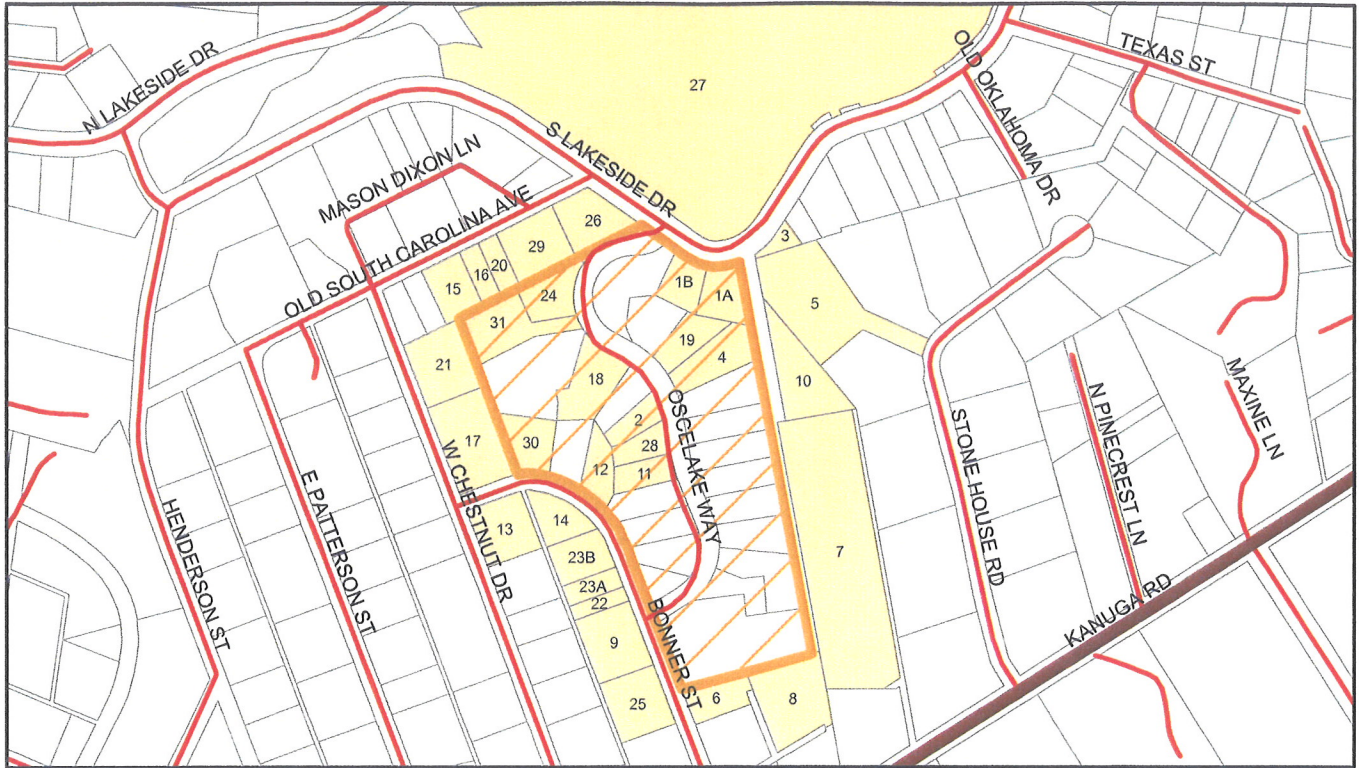 27
TEXAS ST
OLD OKLAHOMA DR
N LAKESIDE DR
S LAKESIDE DR
MASON DIXON LN
OLD SOUTH CAROLINA AVE
26
29
20
16
15
3
5
1B
1A
24
31
19
4
18
21
10
OSCELAKE WAY
2
28
11
12
30
17
W CHESTNUT DR
STONE HOUSE RD
N PINECREST LN
MAXINE LN
13
14
23B
23A
22
9
25
7
HENDERSON ST
E PATTERSON ST
BONNER ST
KANUGA RD
6
8